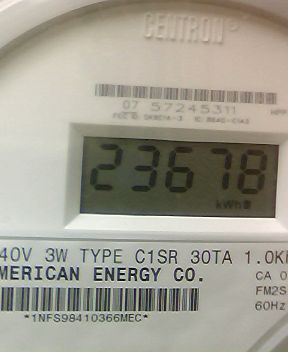 CENTRON
07 57245311
23678
kWh
40V 3W TYPE C1SR 30TA 1.0K
MERICAN ENERGY CO.
CA 0
FM2S
60Hz
*1NFS98410366MEC*